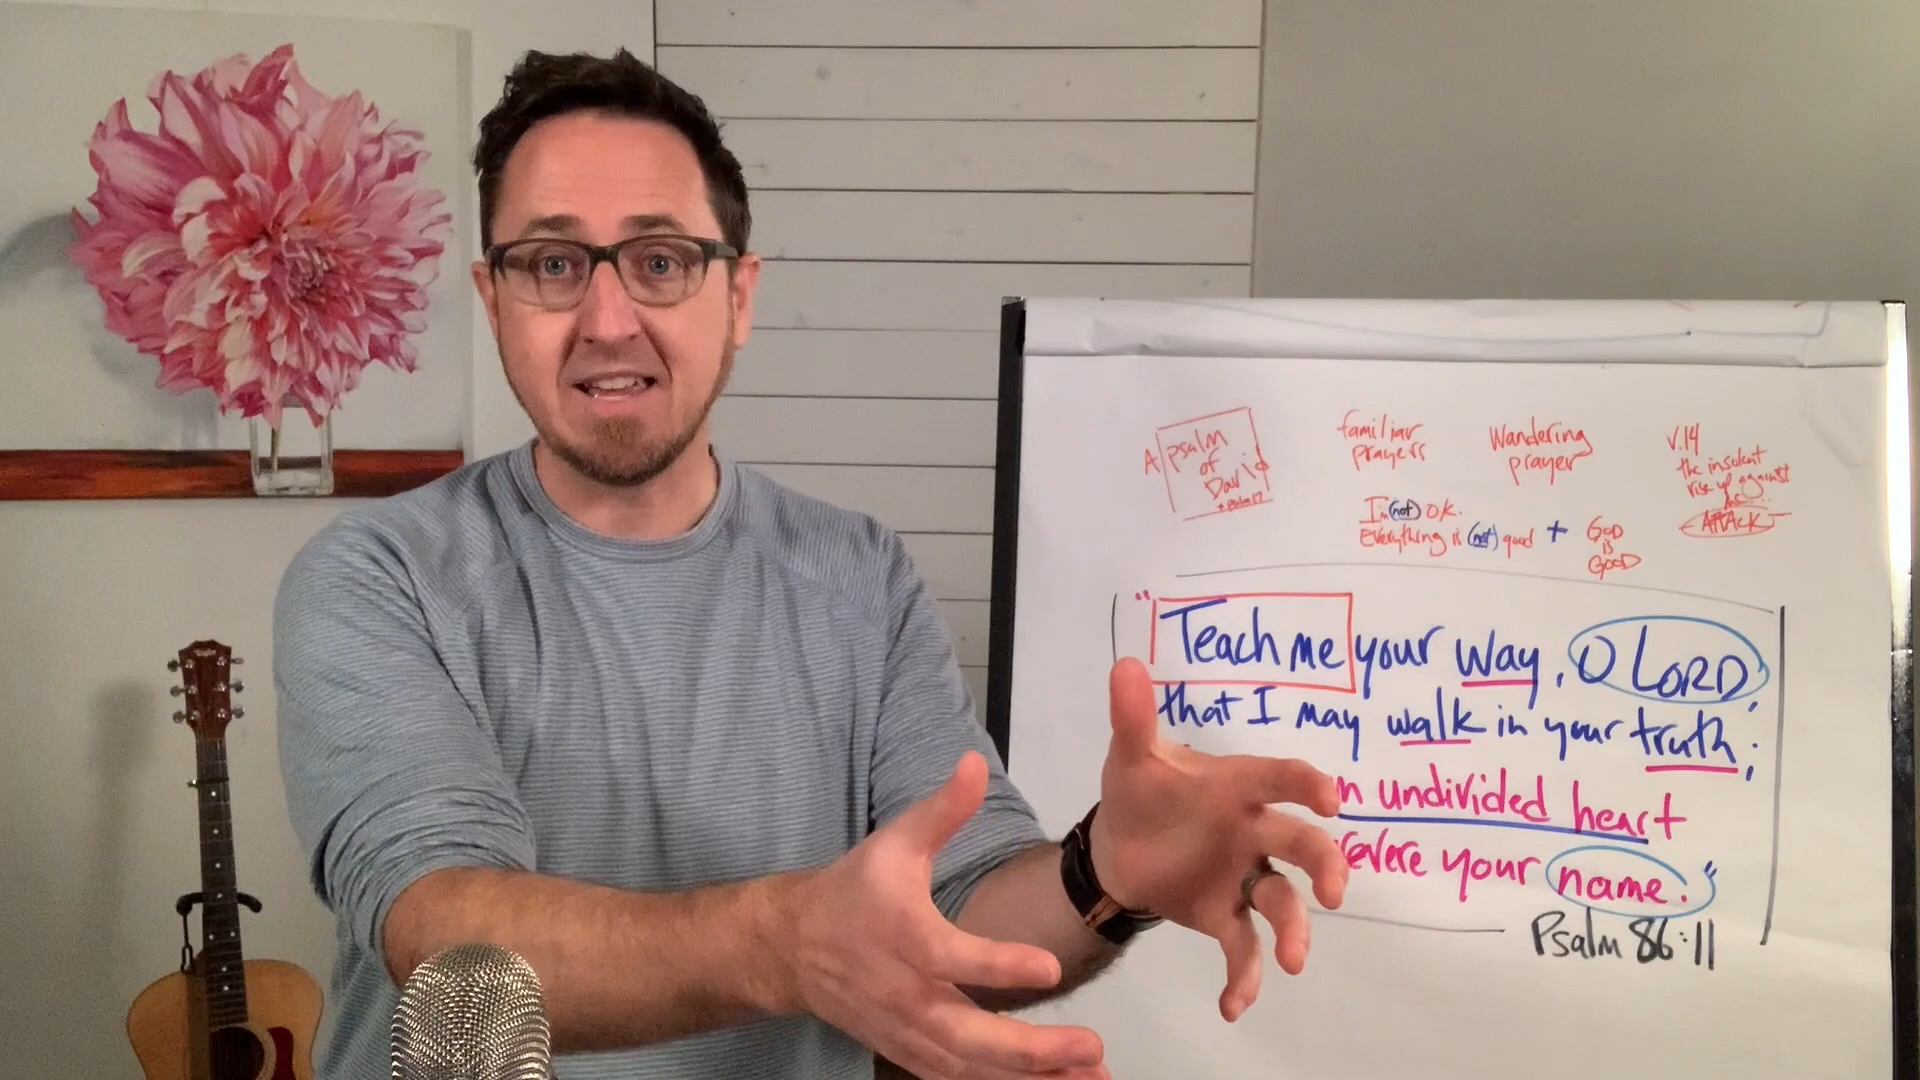 A psalm
of
David
familiar
prayers
Wandering
prayer
v.14
the insolent
rise up against
me...
ATTACK
I'm (not) O.K.
Everything is (not) good + GOD
is
GOOD
"Teach me your way, O LORD,
that I may walk in your truth;
undivided heart
revere your name."
Psalm 86:11